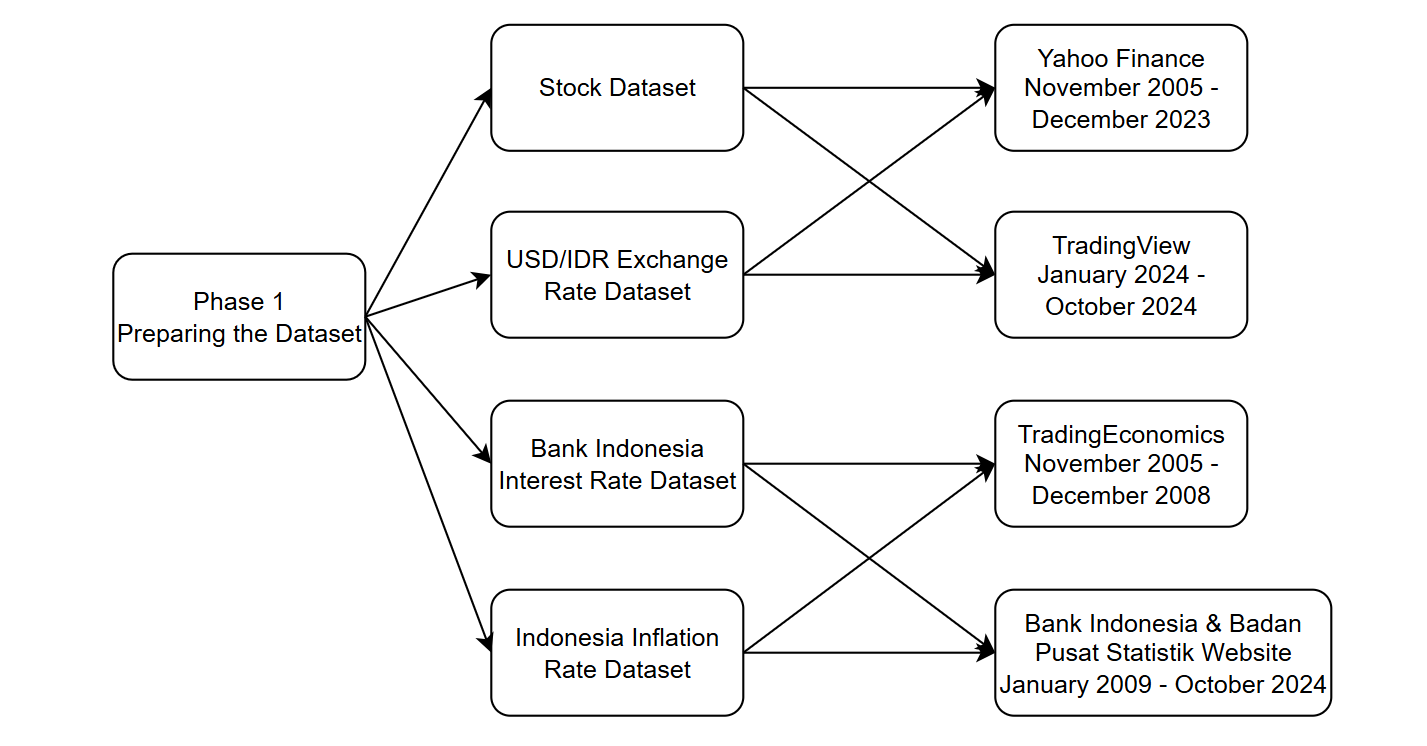 Phase 1
Preparing the Dataset
Stock Dataset
USD/IDR Exchange
Rate Dataset
Bank Indonesia
Interest Rate Dataset
Indonesia Inflation
Rate Dataset
Yahoo Finance
November 2005 -
December 2023
TradingView
January 2024 -
October 2024
TradingEconomics
November 2005 -
December 2008
Bank Indonesia & Badan
Pusat Statistik Website
January 2009 - October 2024